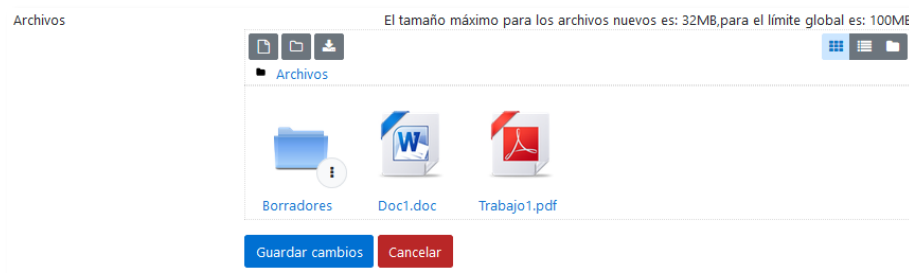 Archivos
El tamaño máximo para los archivos nuevos es: 32MB,para el límite global es: 100MB
Archivos
W
Borradores Doc1.doc Trabajo1.pdf
Guardar cambios Cancelar